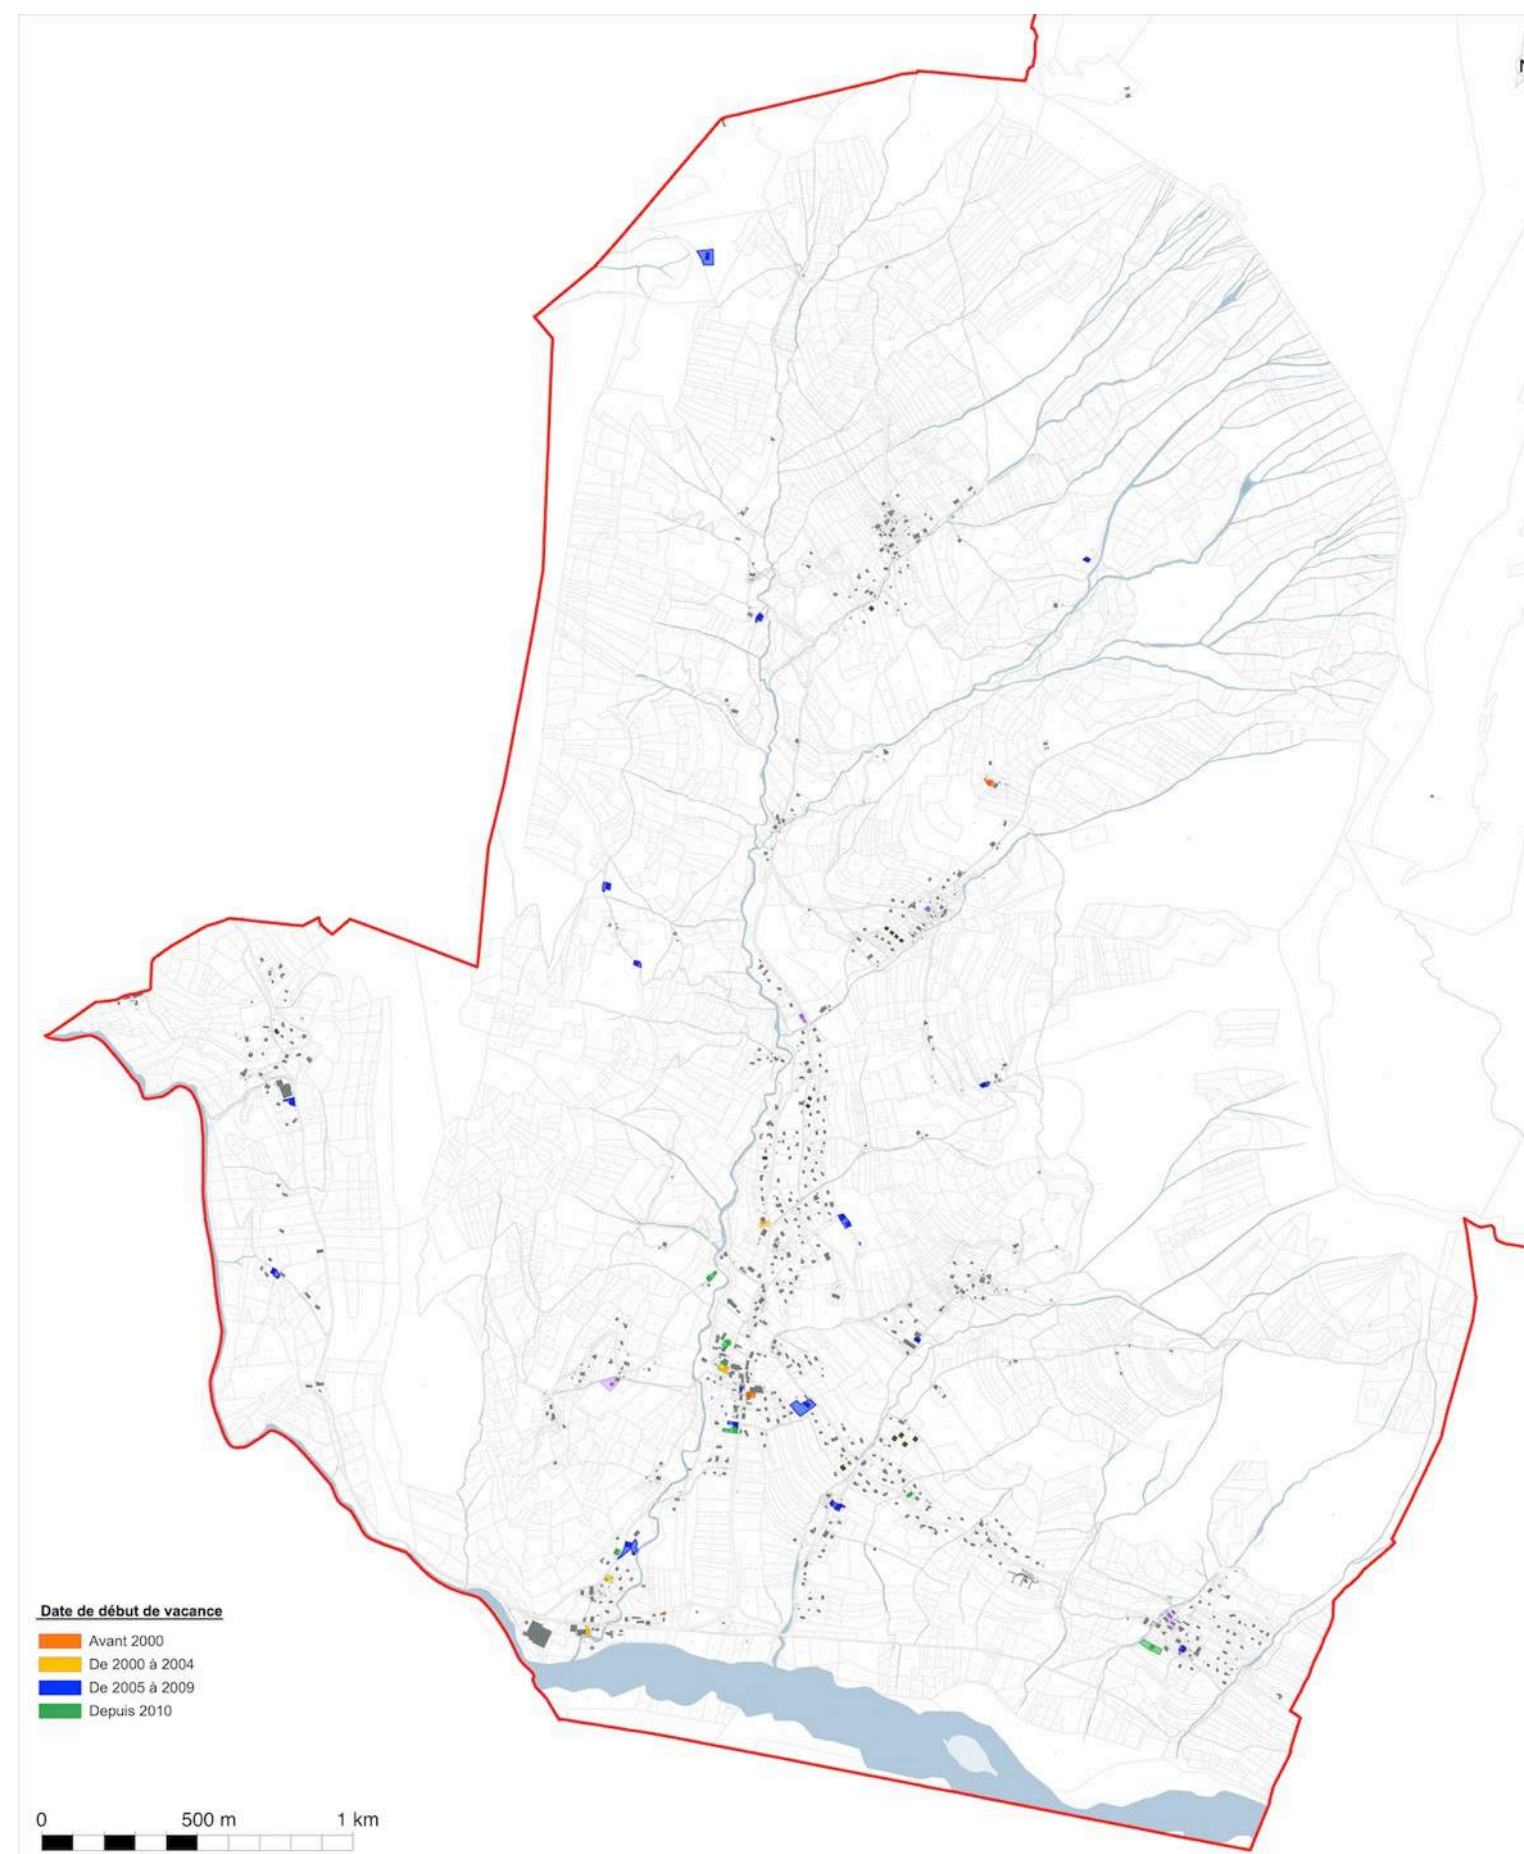 Date de début de vacance
Avant 2000
De 2000 à 2004
De 2005 à 2009
Depuis 2010
0 500 m 1 km